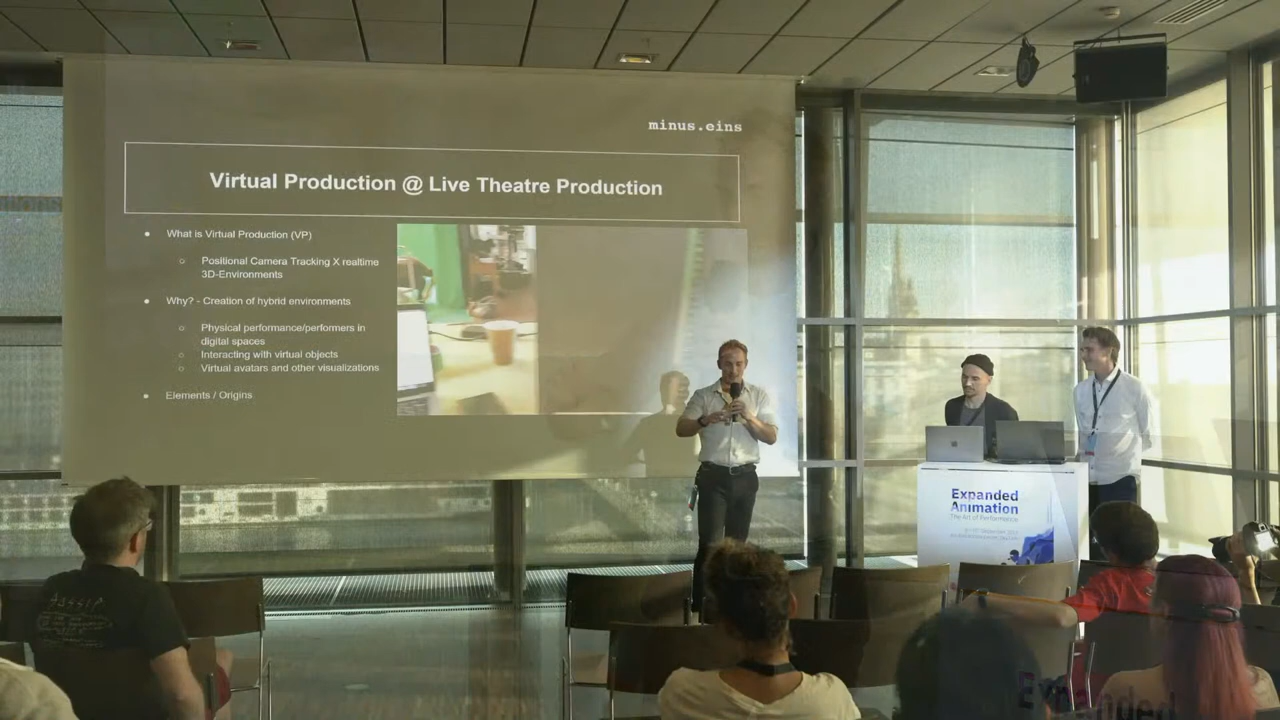 minus.eins
Virtual Production @ Live Theatre Production
What is Virtual Production (VP)
Positional Camera Tracking X realtime
3D-Environments
Why? - Creation of hybrid environments
Physical performance/performers in
digital spaces
Interacting with virtual objects
Virtual avatars and other visualizations
Elements / Origins
Expanded
Animation
The Art of Performance
Expanded